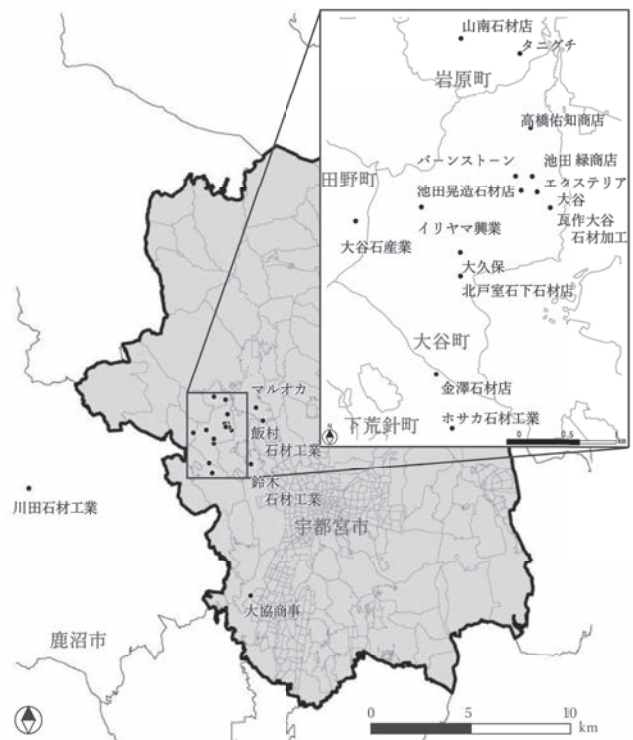 山南石材店
タニグチ
岩原町
高橋佑知商店
バーンストーン
池田 緑商店
田野町
エクステリア
大谷
池田晃造石材店
瓦作大谷
石材加工
イリヤマ興業
大谷石産業
大久保
北戸室石下石材店
大谷町
金澤石材店
下荒針町
ホサカ石材工業
N
0 0.5 1
km
マルオカ
飯村
石材工業
鈴木
石材工業
川田石材工業
宇都宮市
大協商事
鹿沼市
0 5 10
km